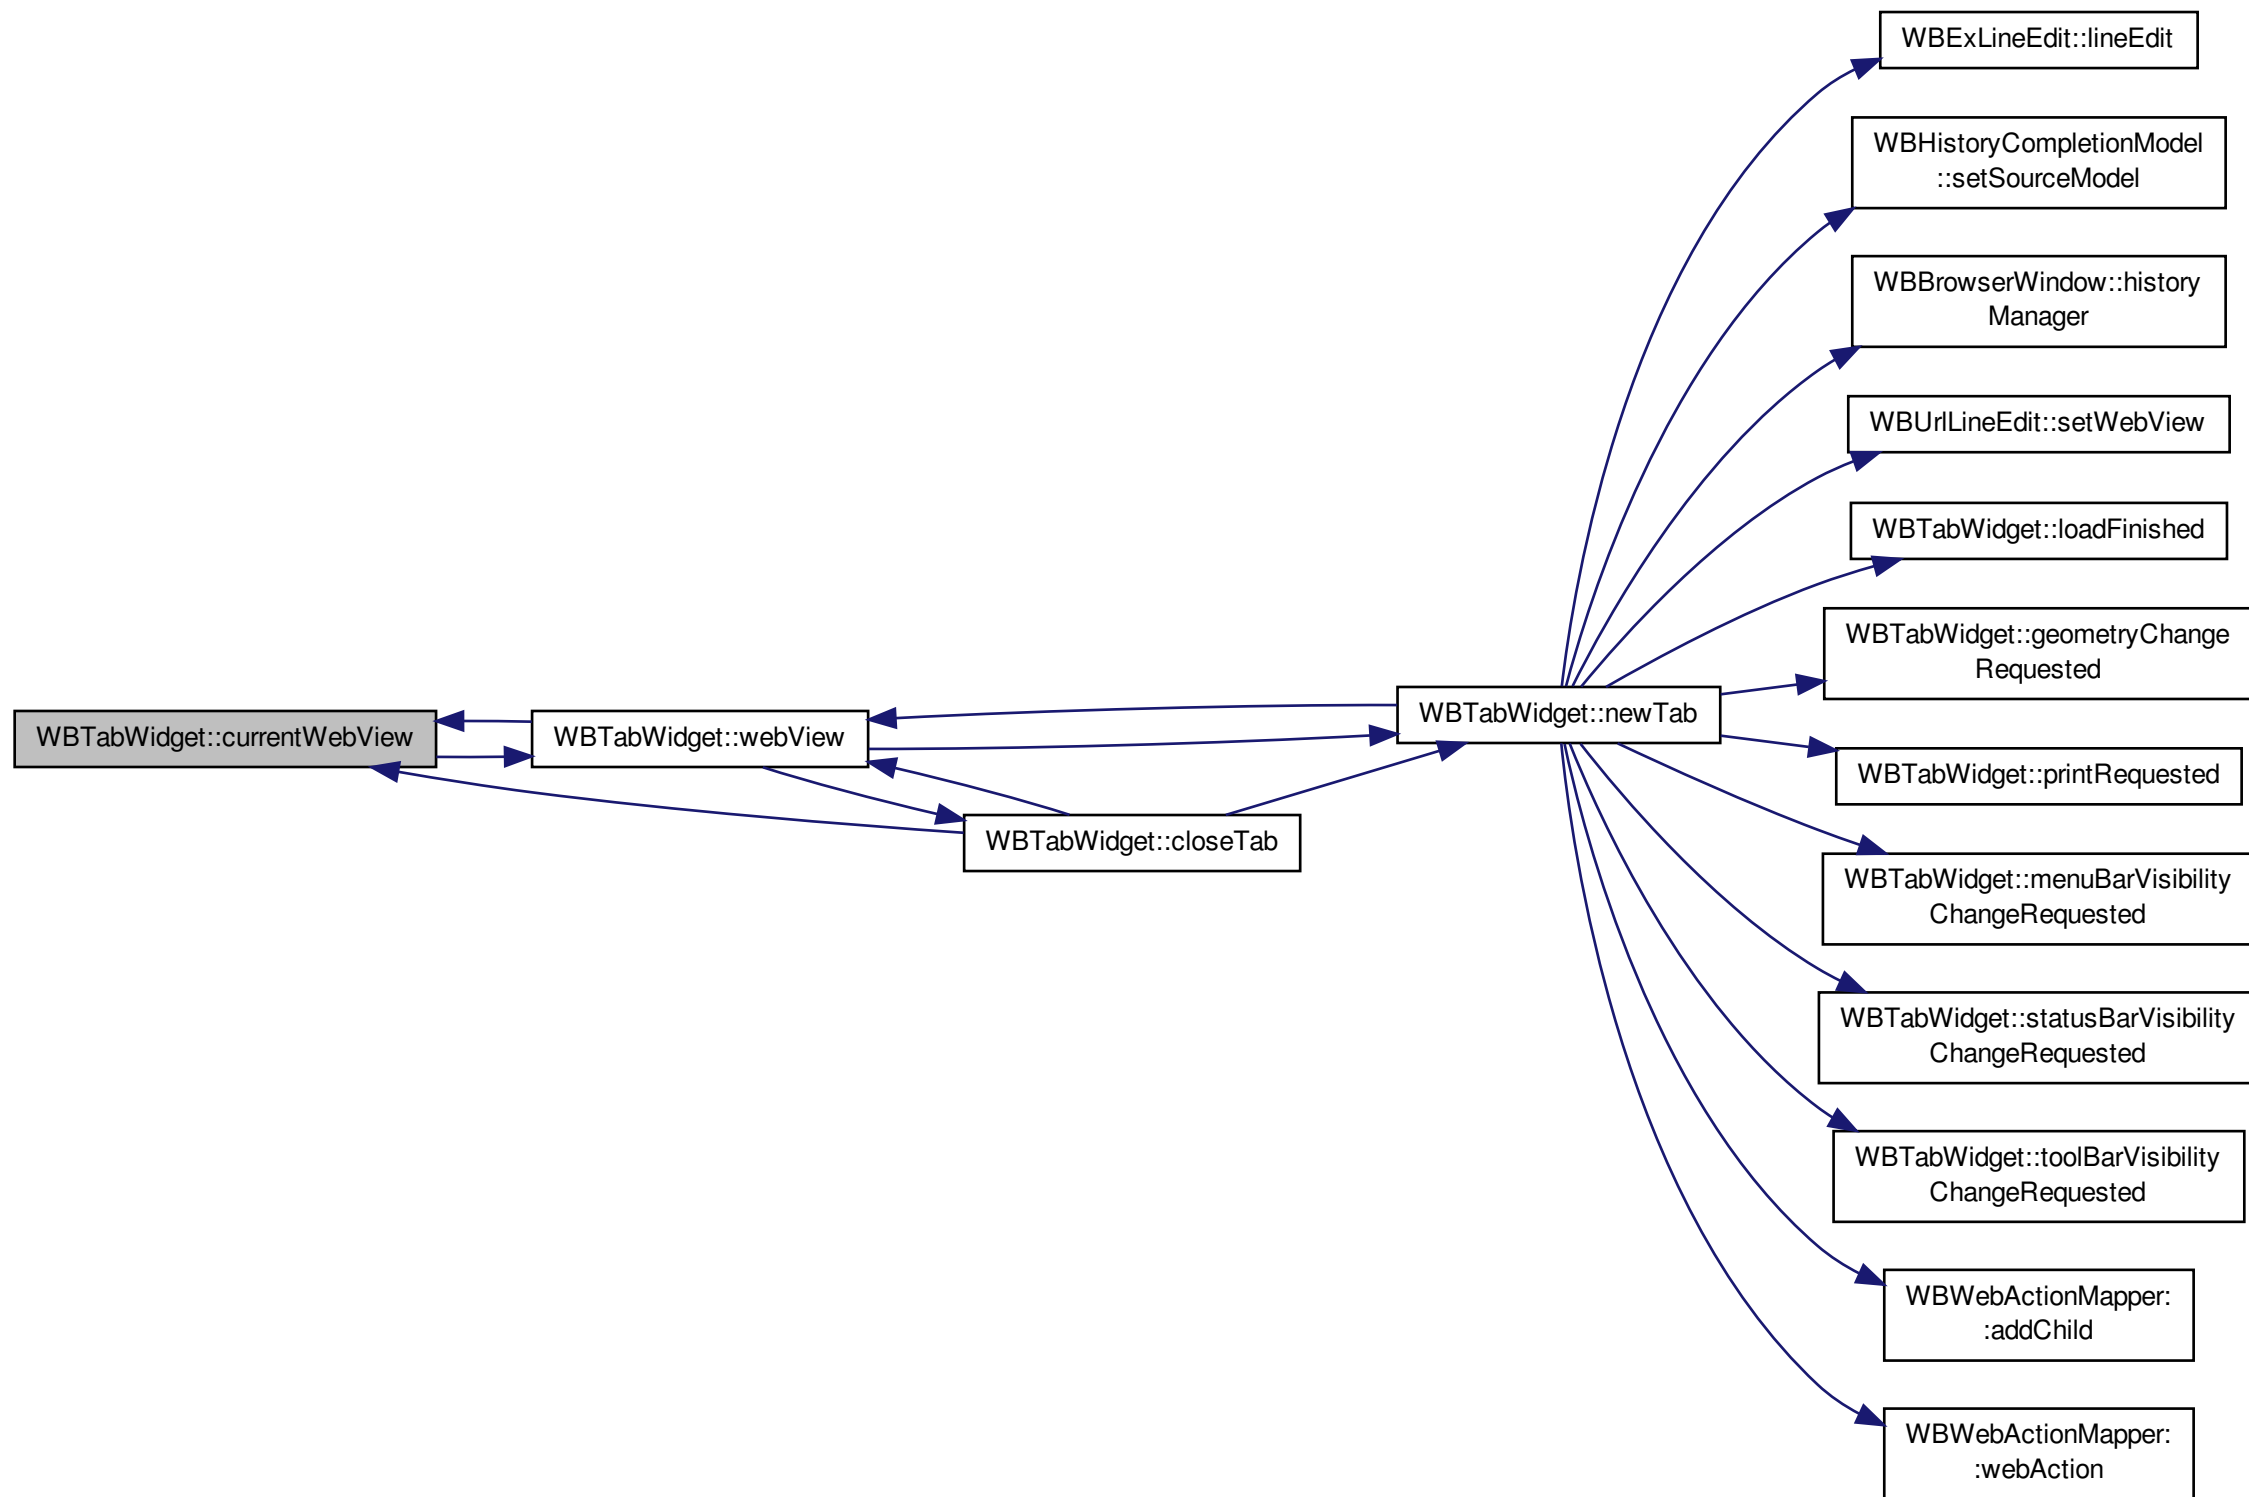 WBExLineEdit::lineEdit
WBHistoryCompletionModel
::setSourceModel
WBBrowserWindow::history
Manager
WBUrlLineEdit::setWebView
WBTabWidget::loadFinished
WBTabWidget::geometryChange
Requested
WBTabWidget::currentWebView
WBTabWidget::webView
WBTabWidget::newTab
WBTabWidget::closeTab
WBTabWidget::printRequested
WBTabWidget::menuBarVisibility
ChangeRequested
WBTabWidget::statusBarVisibility
ChangeRequested
WBTabWidget::toolBarVisibility
ChangeRequested
WBWebActionMapper:
:addChild
WBWebActionMapper:
:webAction